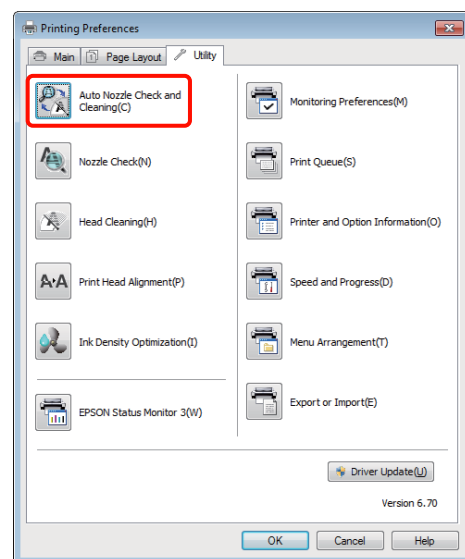 Printing Preferences
Main
Page Layout
Utility
Auto Nozzle Check and
Cleaning(C)
Nozzle Check(N)
Head Cleaning(H)
Print Head Alignment(P)
Ink Density Optimization(I)
EPSON Status Monitor 3(W)
Monitoring Preferences(M)
Print Queue(S)
Printer and Option Information(O)
Speed and Progress(D)
Menu Arrangement(T)
Export or Import(E)
Driver Update(U)
Version 6.70
OK
Cancel
Help